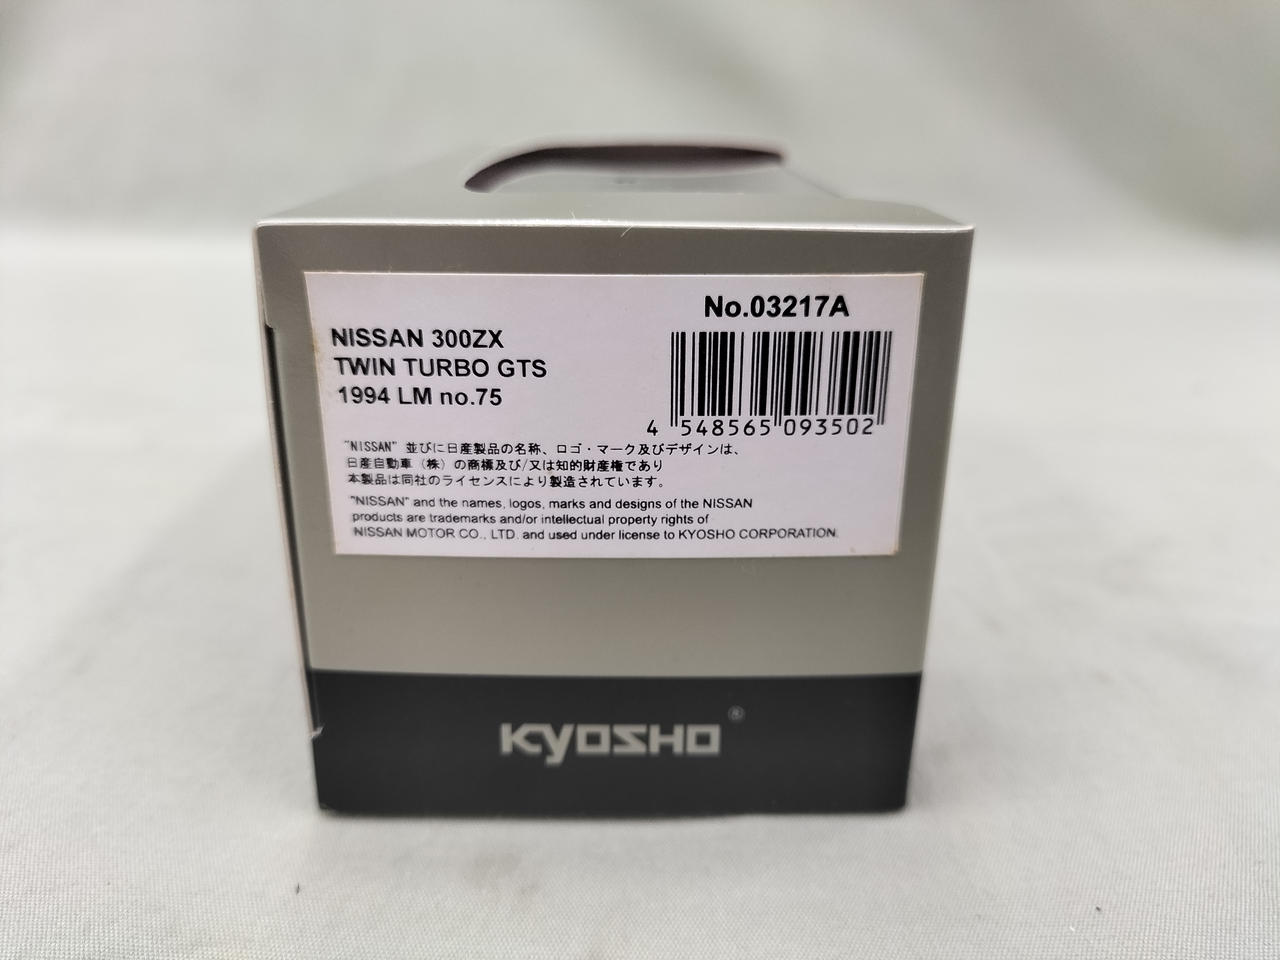 No.03217A
NISSAN 300ZX
TWIN TURBO GTS
1994 LM no.75
4 548565 093502
"NISSAN" 並びに日産製品の名称、ロゴ・マーク及びデザインは、
日産自動車（株）の商標及び/又は知的財産権であり
本製品は同社のライセンスにより製造されています。
"NISSAN" and the names, logos, marks and designs of the NISSAN
products are trademarks and/or intellectual property rights of
NISSAN MOTOR CO., LTD. and used under license to KYOSHO CORPORATION.
KYOSHO®